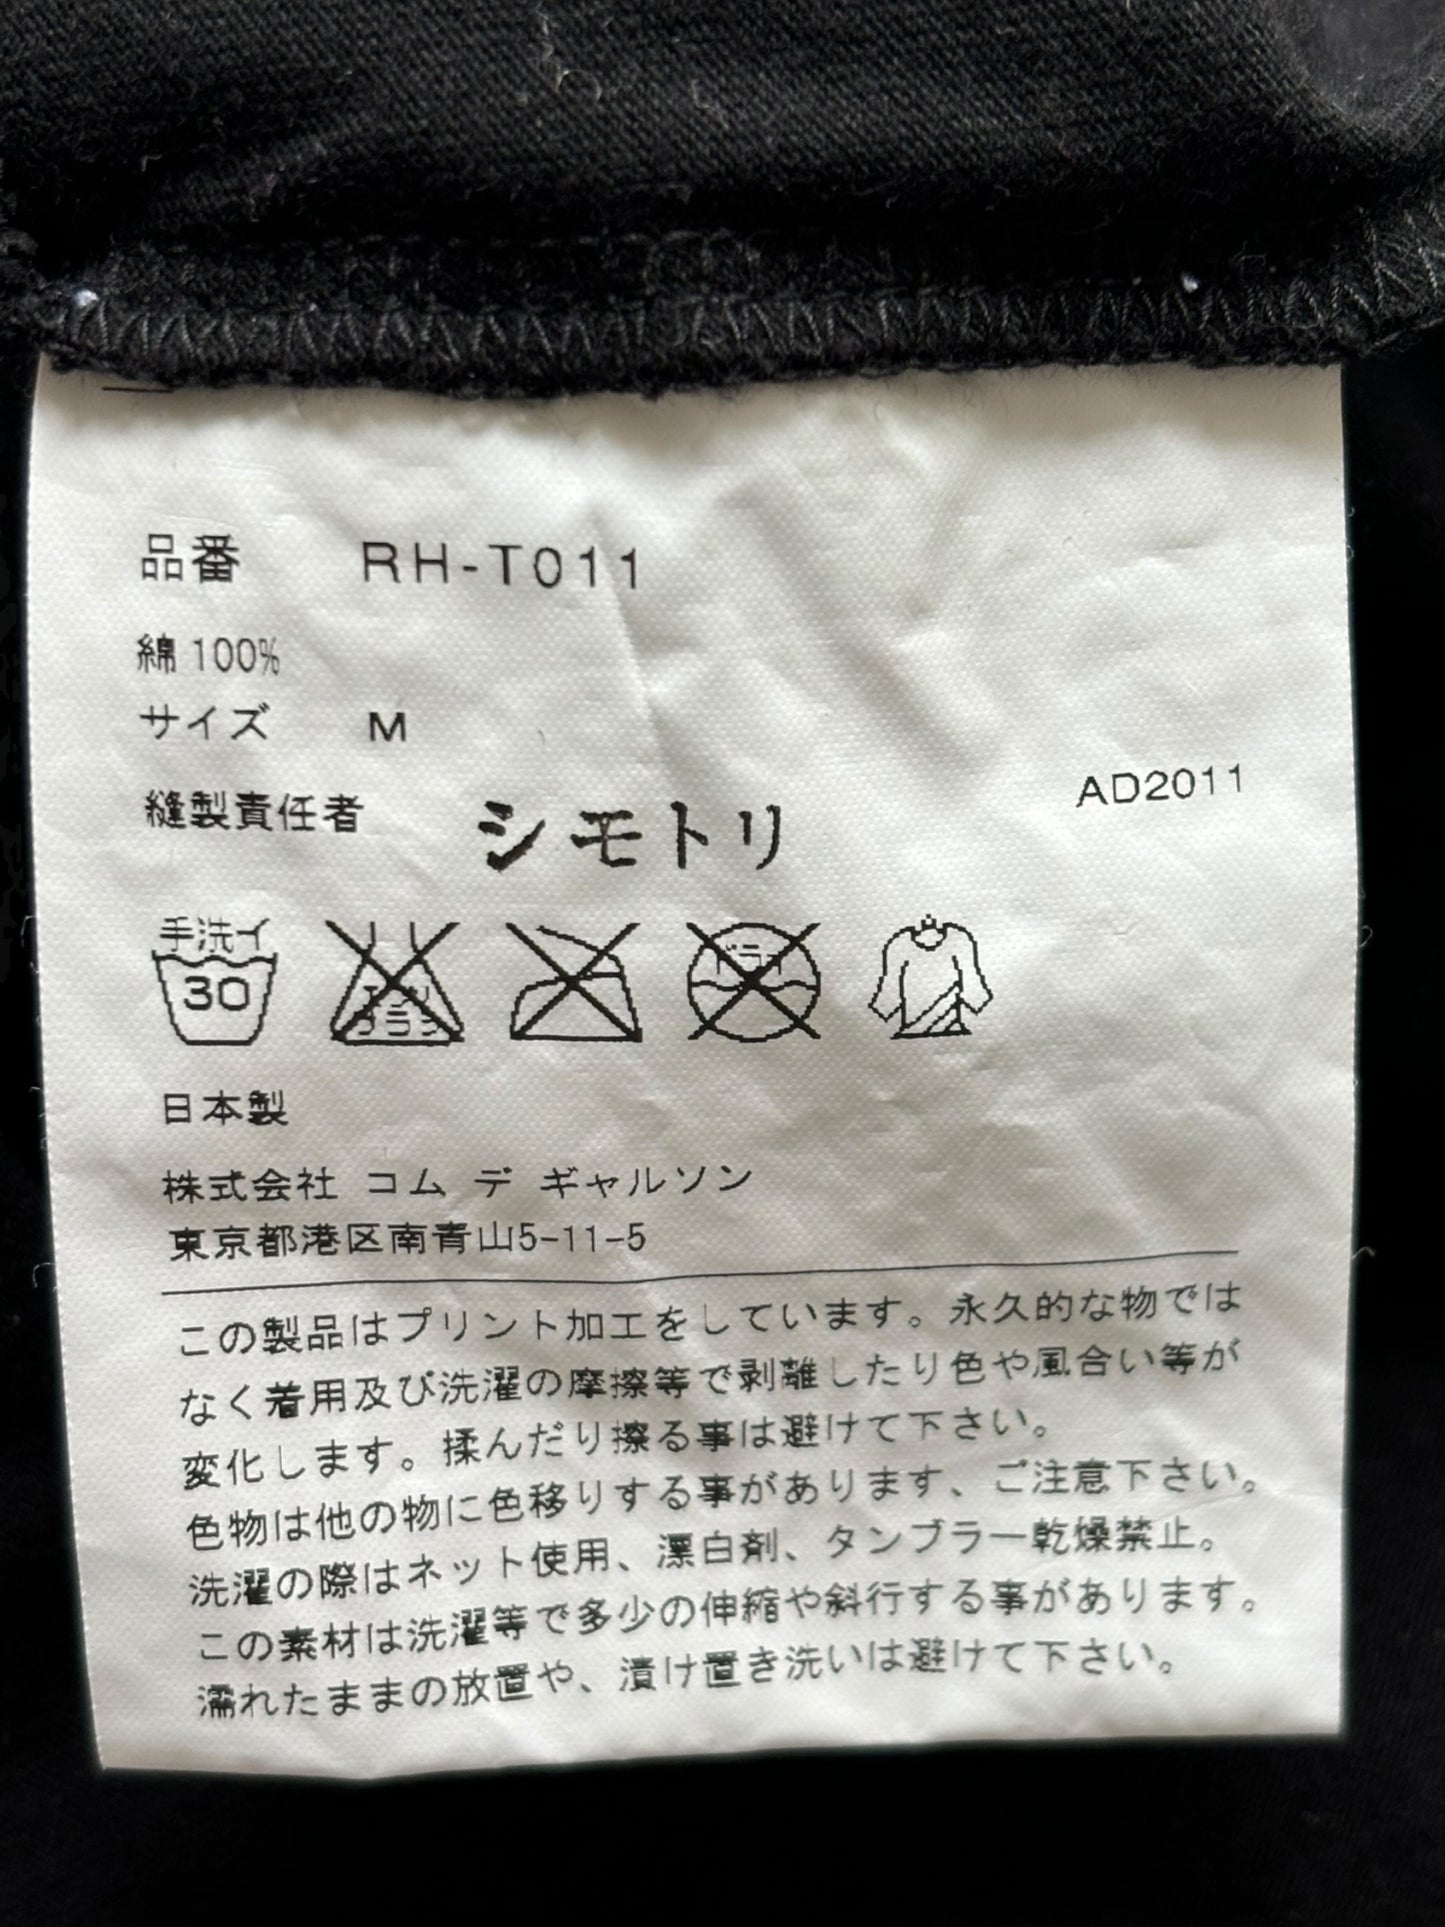 品番 RH-T011
綿 100%
サイズ M
AD2011
縫製責任者 シモトリ
手洗イ
30
ドライ
日本製
株式会社 コム デ ギャルソン
東京都港区南青山5-11-5
この製品はプリント加工をしています。永久的な物では
なく着用及び洗濯の摩擦等で剥離したり色や風合い等が
変化します。揉んだり擦る事は避けて下さい。
色物は他の物に色移りする事があります、ご注意下さい。
洗濯の際はネット使用、漂白剤、タンブラー乾燥禁止。
この素材は洗濯等で多少の伸縮や斜行する事があります。
濡れたままの放置や、漬け置き洗いは避けて下さい。